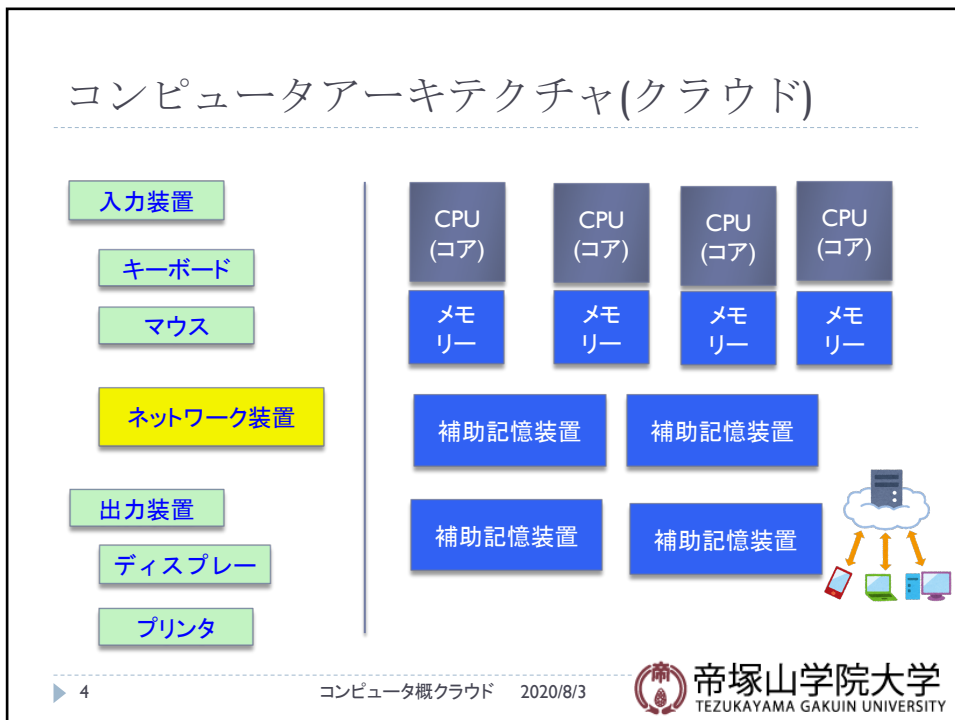 コンピュータアーキテクチャ(クラウド)
入力装置
キーボード
マウス
ネットワーク装置
出力装置
ディスプレー
プリンタ
CPU
(コア)
CPU
(コア)
CPU
(コア)
CPU
(コア)
メモ
リー
メモ
リー
メモ
リー
メモ
リー
補助記憶装置
補助記憶装置
補助記憶装置
補助記憶装置
4
コンピュータ概クラウド
2020/8/3
帝塚山学院大学
TEZUKAYAMA GAKUIN UNIVERSITY